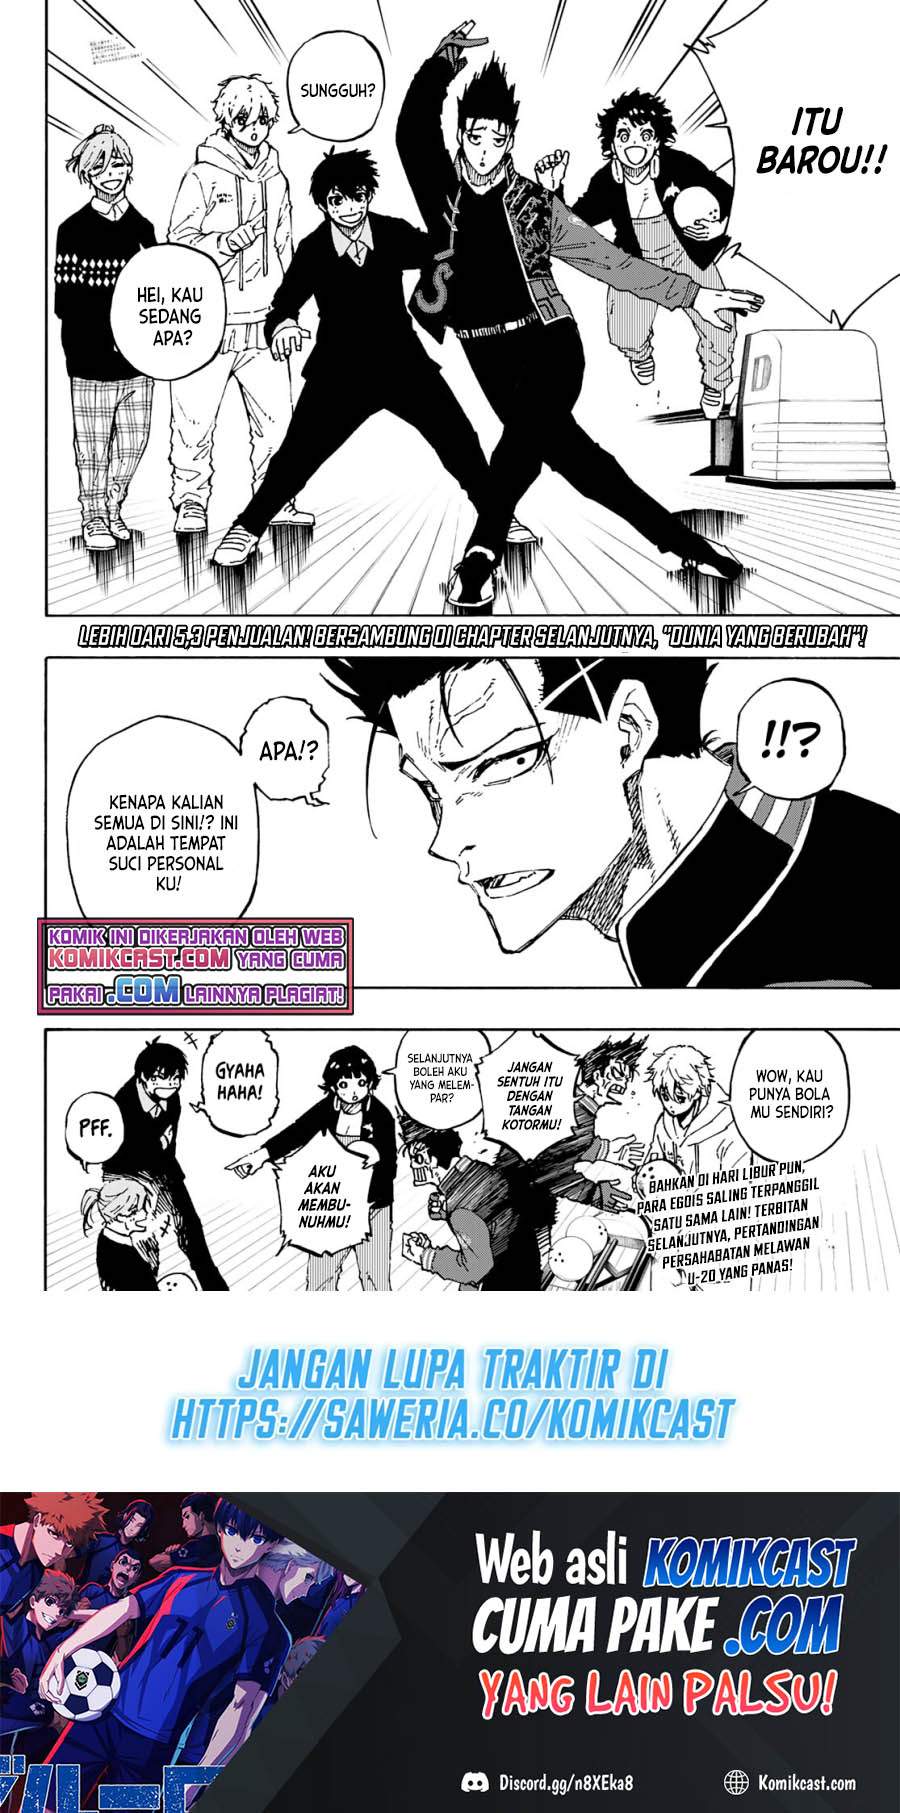 SUNGGUH?
ITU
BAROU!!
HEI, KAU
SEDANG
APA?
D
LEBIH DARI 5,3 PENJUALAN! BERSAMBUNG DI CHAPTER SELANJUTNYA, "DUNIA YANG BERUBAH"!
!!?
APA!?
KENAPA KALIAN
SEMUA DI SINI!? INI
ADALAH TEMPAT
SUCI PERSONAL
KU!
KOMIK INI DIKERJAKAN OLEH WEB
KOMIKCAST.COM YANG CUMA
PAKAI .COM LAINNYA PLAGIAT!
WOW, KAU
PUNYA BOLA
MU SENDIRI?
JANGAN
SENTUH ITU
DENGAN
TANGAN
KOTORMU!
SELANJUTNYA
BOLEH AKU
YANG MELEM-
PAR?
AKU
AKAN
MEMBU-
NUHMU!
GYAHA
HAHA!
PFF.
BAHKAN DI HARI LIBUR PUN,
PARA EGOIS SALING TERPANGGIL
SATU SAMA LAIN! TERBITAN
SELANJUTNYA, PERTANDINGAN
PERSAHABATAN MELAWAN
U-20 YANG PANAS!
JANGAN LUPA TRAKTIR DI
HTTPS://SAWERIA.CO/KOMIKCAST
Web asli KOMIKCAST
CUMA PAKE .COM
YANG LAIN PALSU!
Discord.gg/n8XEka8
Komikcast.com